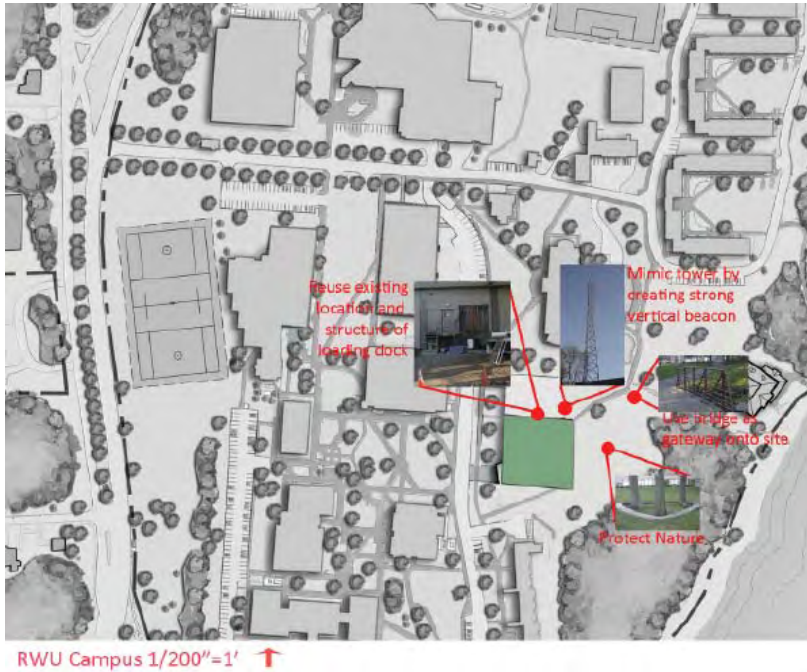 Reuse existing
location and
structure of
loading dock
Mimic tower by
creating strong
vertical beacon
Use bridge as
gateway onto site
Protect Nature
RWU Campus 1/200"=1'